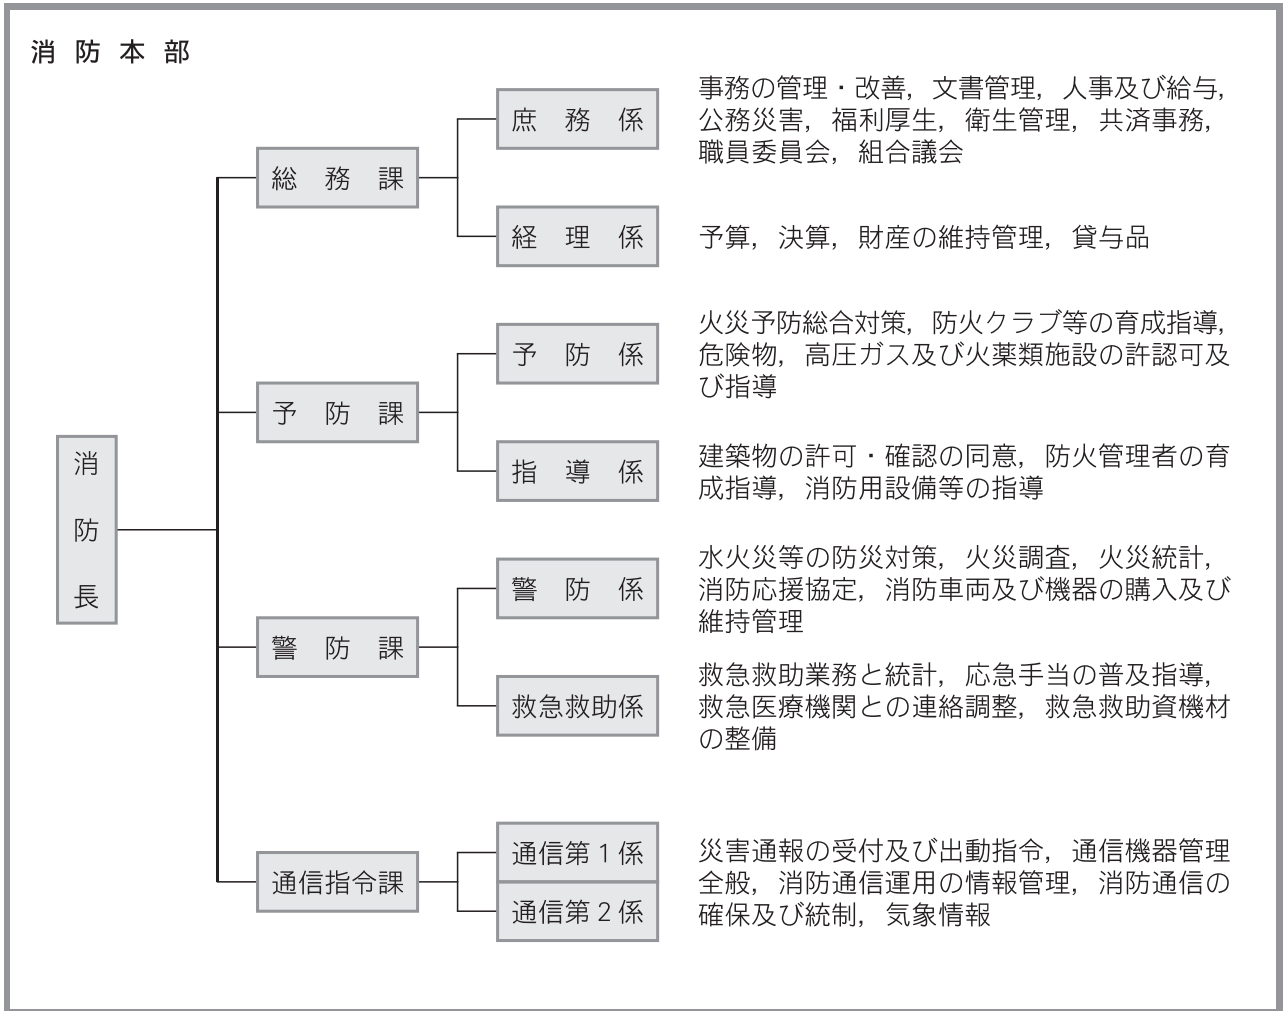 消防本部
消防長
総務課
庶務係
事務の管理・改善，文書管理，人事及び給与，
公務災害，福利厚生，衛生管理，共済事務，
職員委員会，組合議会
経理係
予算，決算，財産の維持管理，貸与品
予防課
予防係
火災予防総合対策，防火クラブ等の育成指導，
危険物，高圧ガス及び火薬類施設の許認可及
び指導
指導係
建築物の許可・確認の同意，防火管理者の育
成指導，消防用設備等の指導
警防課
警防係
水火災等の防災対策，火災調査，火災統計，
消防応援協定，消防車両及び機器の購入及び
維持管理
救急救助係
救急救助業務と統計，応急手当の普及指導，
救急医療機関との連絡調整，救急救助資機材
の整備
通信指令課
通信第1係
通信第2係
災害通報の受付及び出動指令，通信機器管理
全般，消防通信運用の情報管理，消防通信の
確保及び統制，気象情報